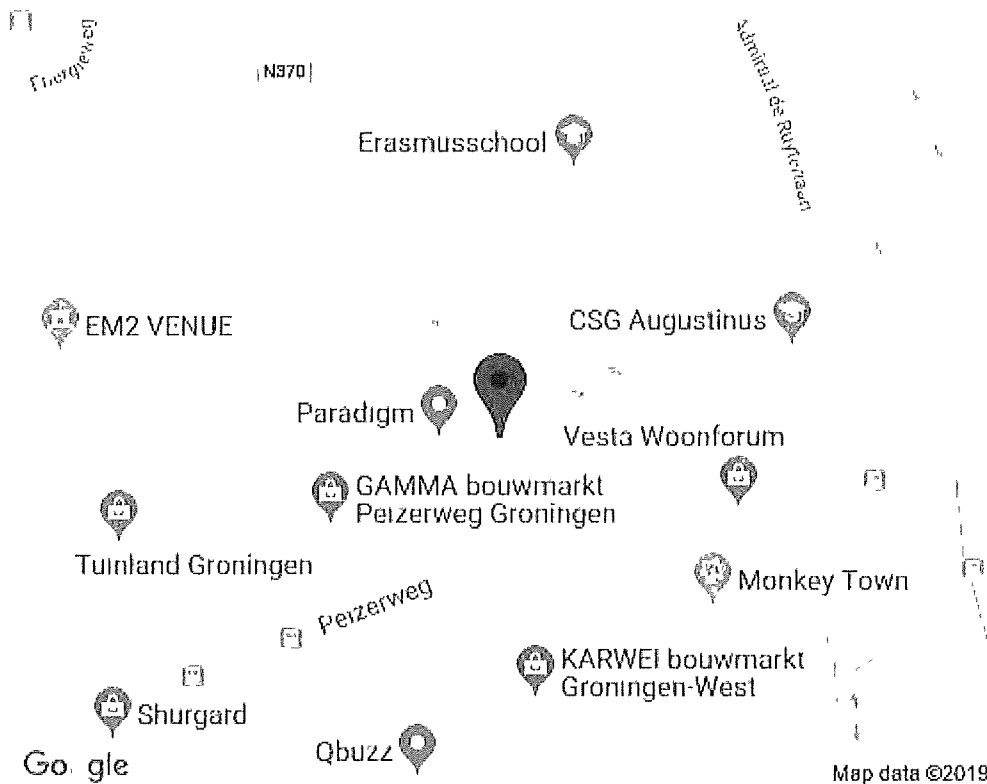 Energieweg
N370
Admiraal de Ruyterlaan
Erasmusschool
EM2 VENUE
CSG Augustinus
Paradigm
Vesta Woonforum
GAMMA bouwmarkt
Peizerweg Groningen
Tuinland Groningen
Monkey Town
Peizerweg
KARWEI bouwmarkt
Groningen-West
Shurgard
Qbuzz
Google
Map data ©2019